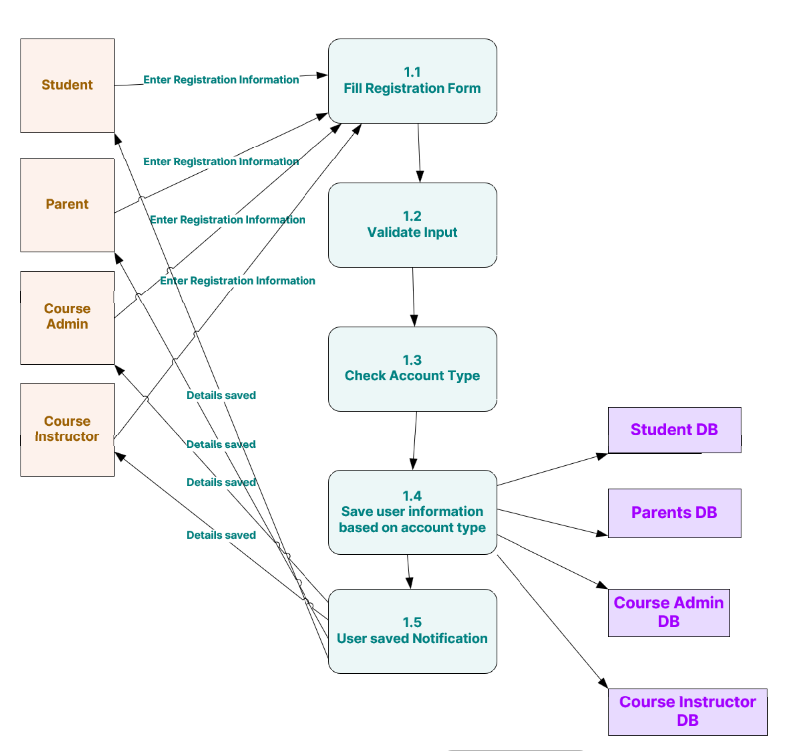 Student
Enter Registration Information
1.1
Fill Registration Form
Parent
Enter Registration Information
Enter Registration Information
1.2
Validate Input
Enter Registration Information
Course
Admin
1.3
Check Account Type
Course
Instructor
Details saved
Details saved
Details saved
Details saved
Student DB
1.4
Save user information
based on account type
Parents DB
Course Admin
DB
1.5
User saved Notification
Course Instructor
DB